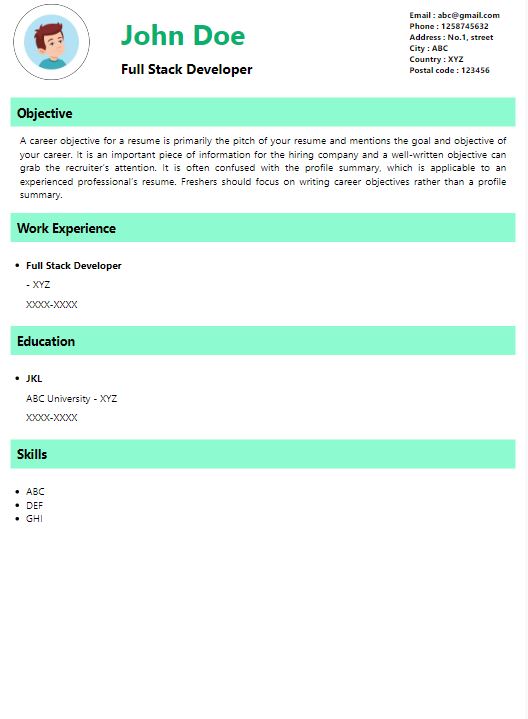 John Doe
Full Stack Developer
Email : abc@gmail.com
Phone : 1258745632
Address : No.1, street
City : ABC
Country : XYZ
Postal code : 123456
Objective
A career objective for a resume is primarily the pitch of your resume and mentions the goal and objective of
your career. It is an important piece of information for the hiring company and a well-written objective can
grab the recruiter's attention. It is often confused with the profile summary, which is applicable to an
experienced professional's resume. Freshers should focus on writing career objectives rather than a profile
summary.
Work Experience
• Full Stack Developer
- XYZ
XXXX-XXXX
Education
• JKL
ABC University - XYZ
XXXX-XXXX
Skills
• ABC
• DEF
• GHI